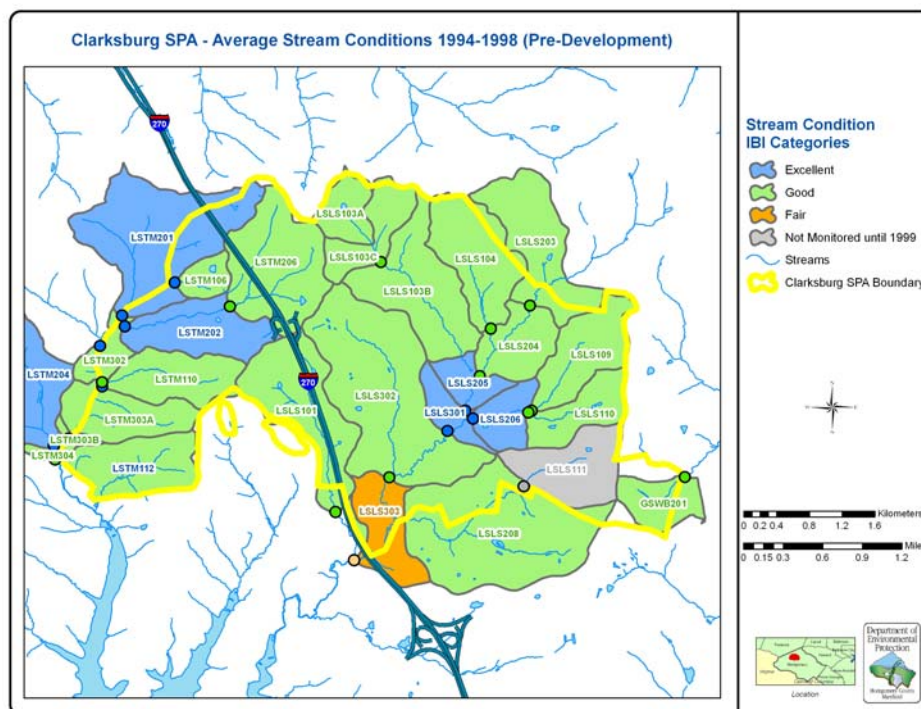 Clarksburg SPA - Average Stream Conditions 1994-1998 (Pre-Development)
270
LSTM201
LSTM106
LSTM206
LSLS103A
LSLS103C
LSLS103B
LSLS104
LSLS203
LSTM202
LSTM302
LSTM204
LSTM110
LSTM303A
LSTM303B
LSTM304
LSTM112
270
LSLS101
LSLS302
LSLS204
LSLS109
LSLS205
LSLS301
LSLS206
LSLS110
LSLS111
LSLS303
LSLS208
GSWB201
Stream Condition
IBI Categories
Excellent
Good
Fair
Not Monitored until 1999
Streams
Clarksburg SPA Boundary
Kilometers
0 0.2 0.4 0.8 1.2 1.6
Mile
0 0.15 0.3 0.6 0.9 1.2
Location
Department of
Environmental
Protection
Montgomery County
Maryland